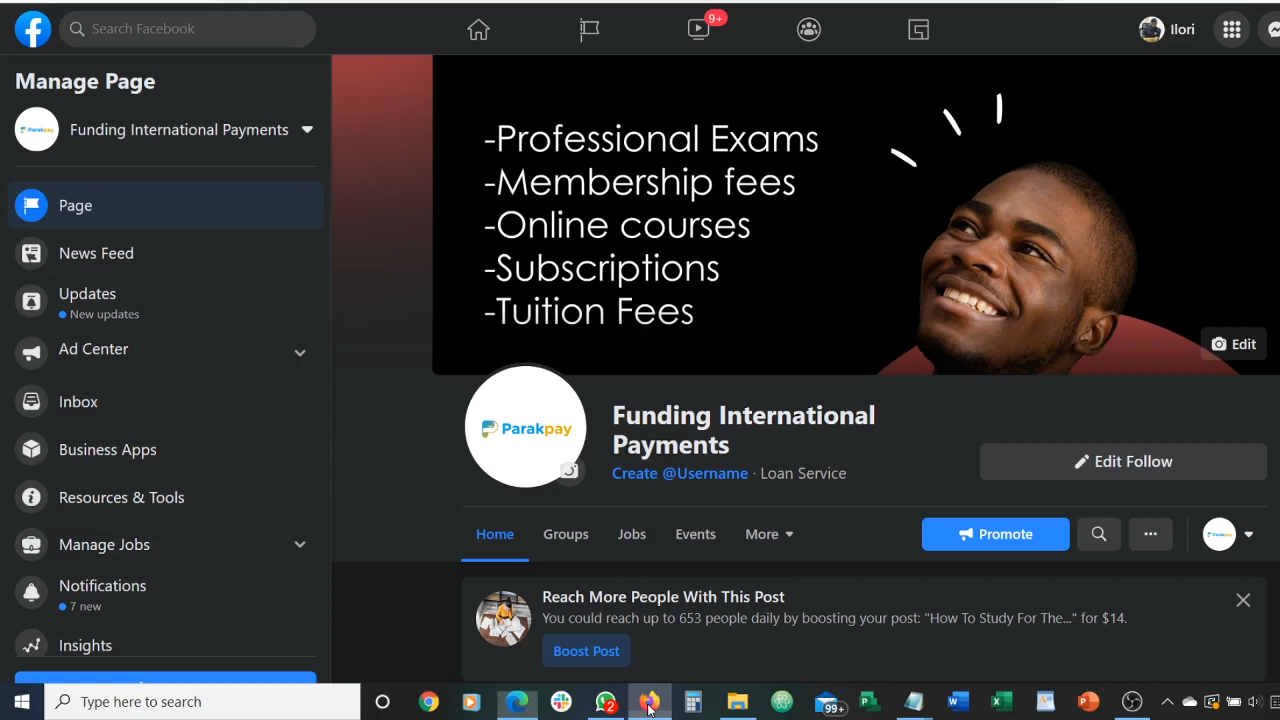 Search Facebook
9+
Ilori
Manage Page
Parakpay
Funding International Payments
Page
News Feed
Updates
New updates
Ad Center
Inbox
Business Apps
Resources & Tools
Manage Jobs
Notifications
7 new
Insights
-Professional Exams
-Membership fees
-Online courses
-Subscriptions
-Tuition Fees
Edit
Parakpay
Funding International
Payments
Create @Username · Loan Service
Edit Follow
Home
Groups
Jobs
Events
More
Promote
Reach More People With This Post
You could reach up to 653 people daily by boosting your post: "How To Study For The..." for $14.
Boost Post
Type here to search
2
99+